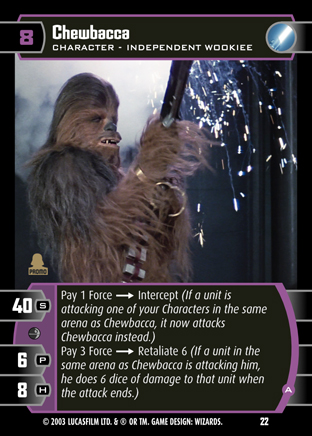 8
Chewbacca
CHARACTER - INDEPENDENT WOOKIEE
PROMO
40 S
6 P
8 H
Pay 1 Force → Intercept (If a unit is
attacking one of your Characters in the same
arena as Chewbacca, it now attacks
Chewbacca instead.)
Pay 3 Force → Retaliate 6 (If a unit in the
same arena as Chewbacca is attacking him,
he does 6 dice of damage to that unit when
the attack ends.)
A
© 2003 LUCASFILM LTD. & ® OR TM. GAME DESIGN: WIZARDS.
22